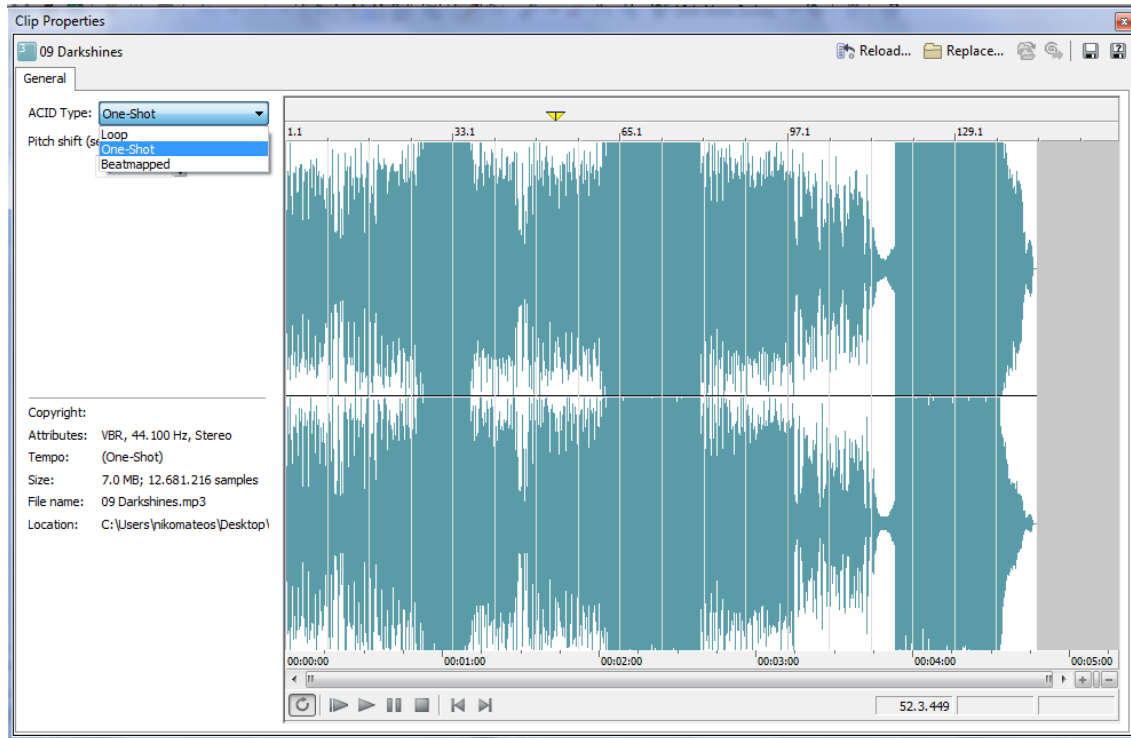 Clip Properties
3 09 Darkshines
Reload... Replace...
General
ACID Type: One-Shot
Loop
Pitch shift (se
One-Shot
Beatmapped
1.1 33.1 65.1 97.1 129.1
Copyright:
Attributes: VBR, 44.100 Hz, Stereo
Tempo: (One-Shot)
Size: 7.0 MB; 12.681.216 samples
File name: 09 Darkshines.mp3
Location: C:\Users\nikomateos\Desktop\
00:00:00 00:01:00 00:02:00 00:03:00 00:04:00 00:05:00
52.3.449